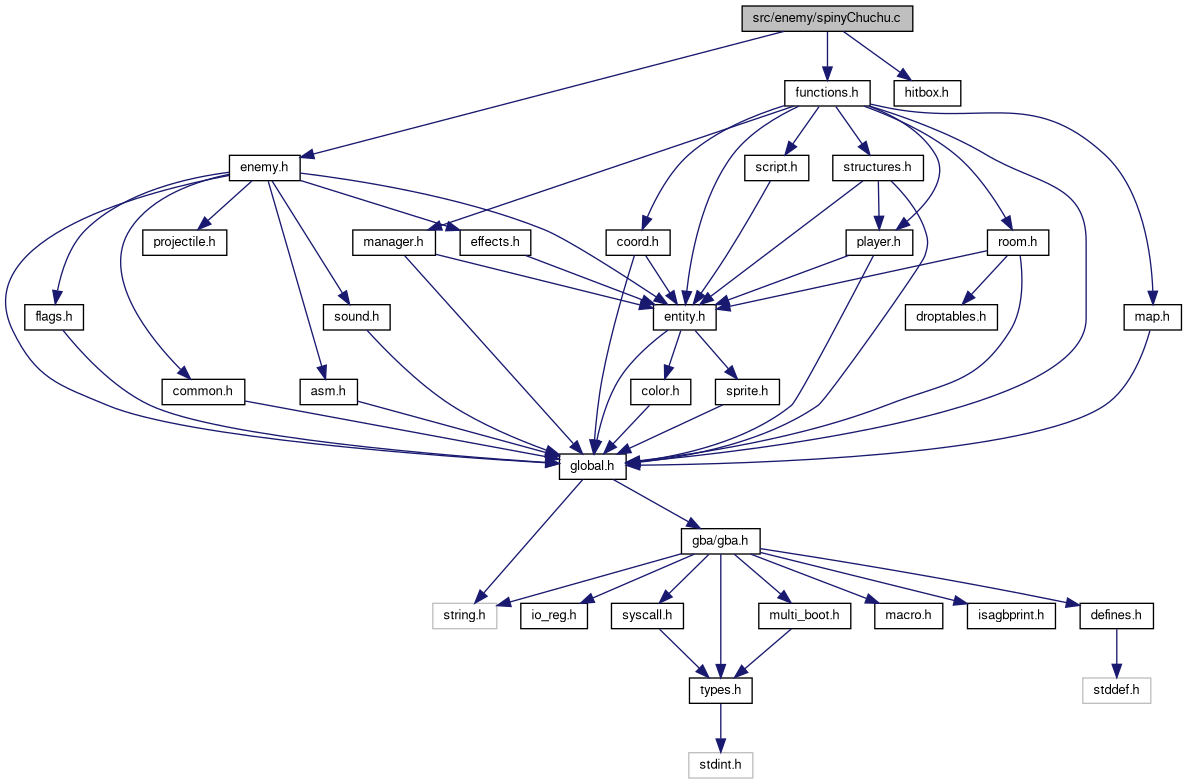 src/enemy/spinyChuchu.c
functions.h
hitbox.h
enemy.h
script.h
structures.h
projectile.h
manager.h
effects.h
coord.h
player.h
room.h
flags.h
sound.h
entity.h
droptables.h
map.h
common.h
asm.h
color.h
sprite.h
global.h
gba/gba.h
string.h
io_reg.h
syscall.h
multi_boot.h
macro.h
isagbprint.h
defines.h
types.h
stddef.h
stdint.h